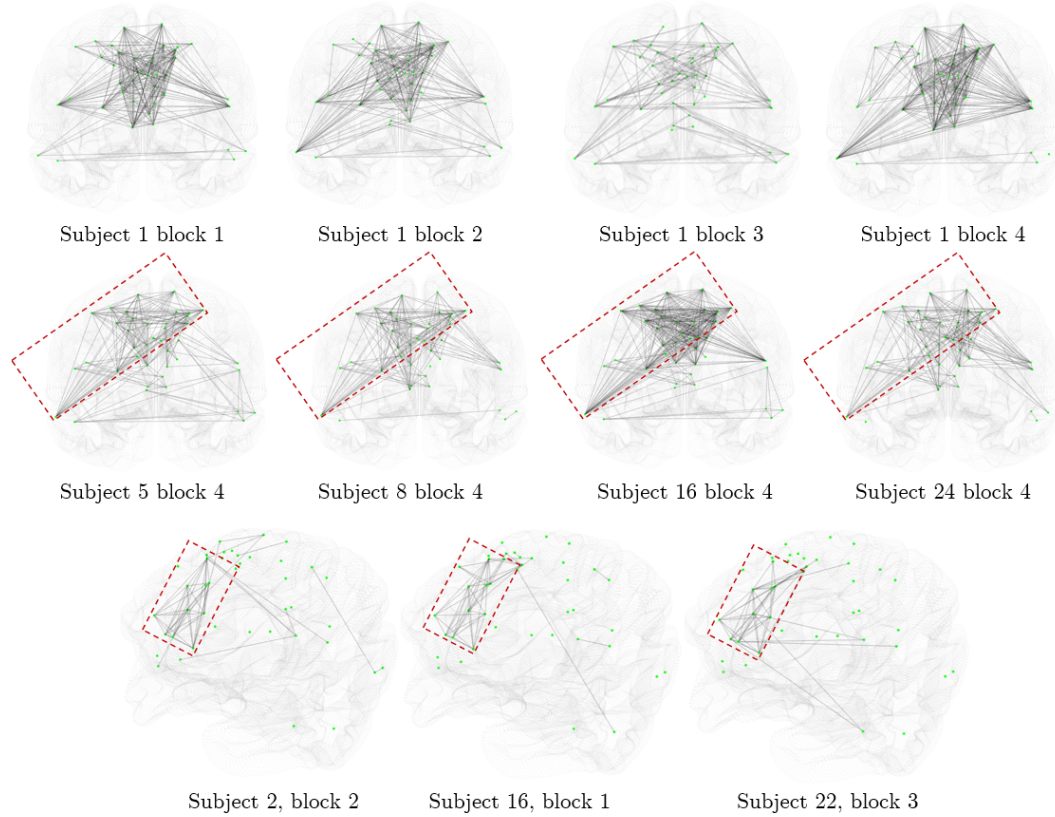 Subject 1 block 1
Subject 1 block 2
Subject 1 block 3
Subject 1 block 4
Subject 5 block 4
Subject 8 block 4
Subject 16 block 4
Subject 24 block 4
Subject 2, block 2
Subject 16, block 1
Subject 22, block 3